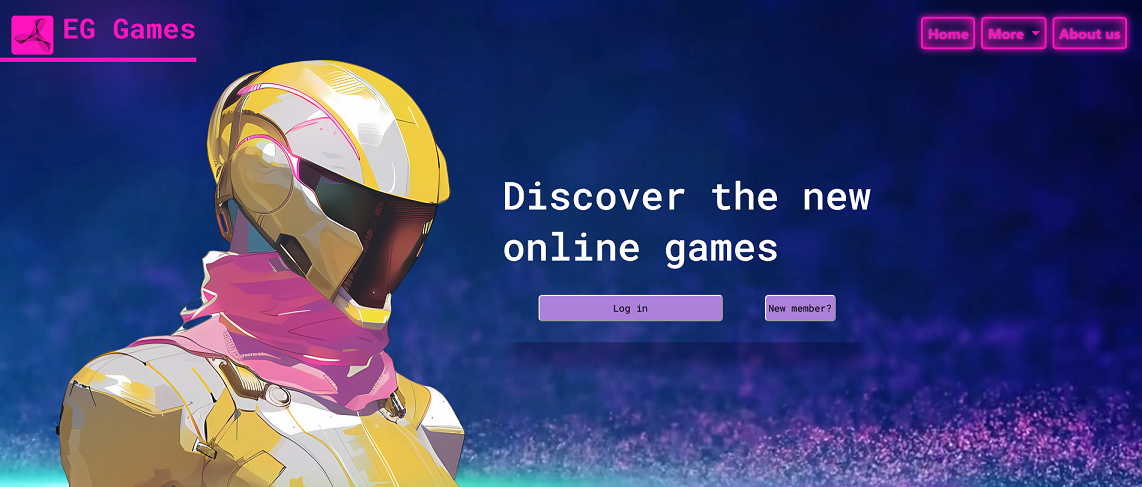 EG Games
Home
More
About us
Discover the new
online games
Log in
New member?